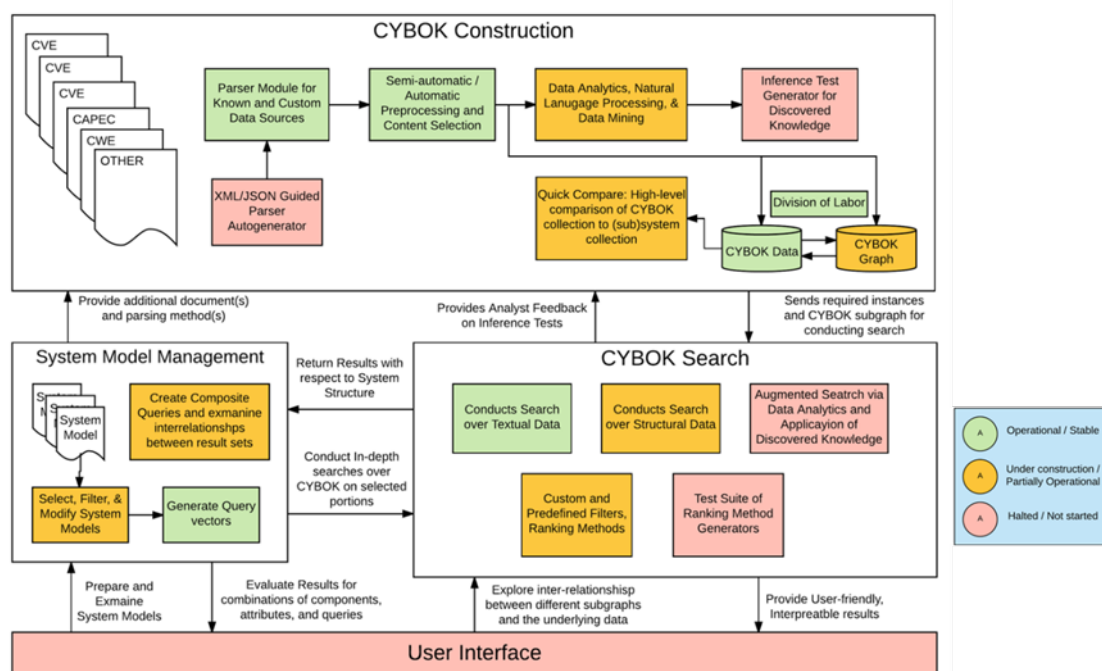 CYBOK Construction
CVE
CVE
CVE
CAPEC
CWE
OTHER
Parser Module for
Known and Custom
Data Sources
Semi-automatic /
Automatic
Preprocessing and
Content Selection
Data Analytics, Natural
Lanugage Processing, &
Data Mining
Inference Test
Generator for
Discovered
Knowledge
XML/JSON Guided
Parser
Autogenerator
Quick Compare: High-level
comparison of CYBOK
collection to (sub)system
collection
Division of Labor
CYBOK Data
CYBOK
Graph
Provide additional document(s)
and parsing method(s)
Provides Analyst Feedback
on Inference Tests
Sends required instances
and CYBOK subgraph for
conducting search
System Model Management
System
Model
Create Composite
Queries and exmanine
interrelationshps
between result sets
Select, Filter, &
Modify System
Models
Generate Query
vectors
Return Results with
respect to System
Structure
Conduct In-depth
searches over
CYBOK on selected
portions
CYBOK Search
Conducts Search
over Textual Data
Conducts Search
over Structural Data
Augmented Seatrch via
Data Analytics and
Applicayion of
Discovered Knowledge
Custom and
Predefined Filters,
Ranking Methods
Test Suite of
Ranking Method
Generators
A
Operational / Stable
A
Under construction /
Partially Operational
A
Halted / Not started
Prepare and
Exmaine
System Models
Evaluate Results for
combinations of components,
attributes, and queries
Explore inter-relationshisp
between different subgraphs
and the underlying data
Provide User-friendly,
Interpreatble results
User Interface